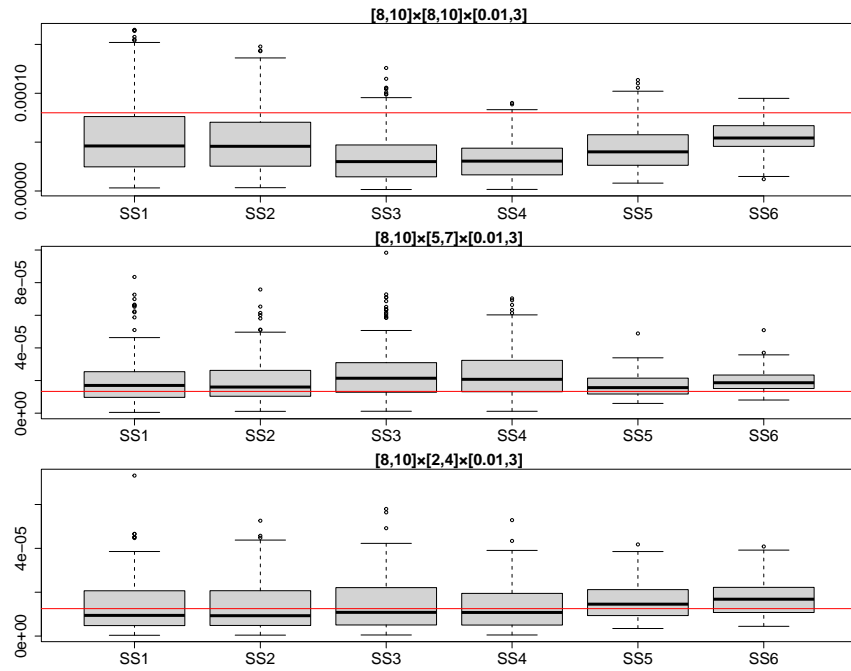 [8,10]×[8,10]×[0.01,3]
0.00010
0.00000
SS1 SS2 SS3 SS4 SS5 SS6
[8,10]×[5,7]×[0.01,3]
8e-05
4e-05
0e+00
SS1 SS2 SS3 SS4 SS5 SS6
[8,10]×[2,4]×[0.01,3]
4e-05
0e+00
SS1 SS2 SS3 SS4 SS5 SS6